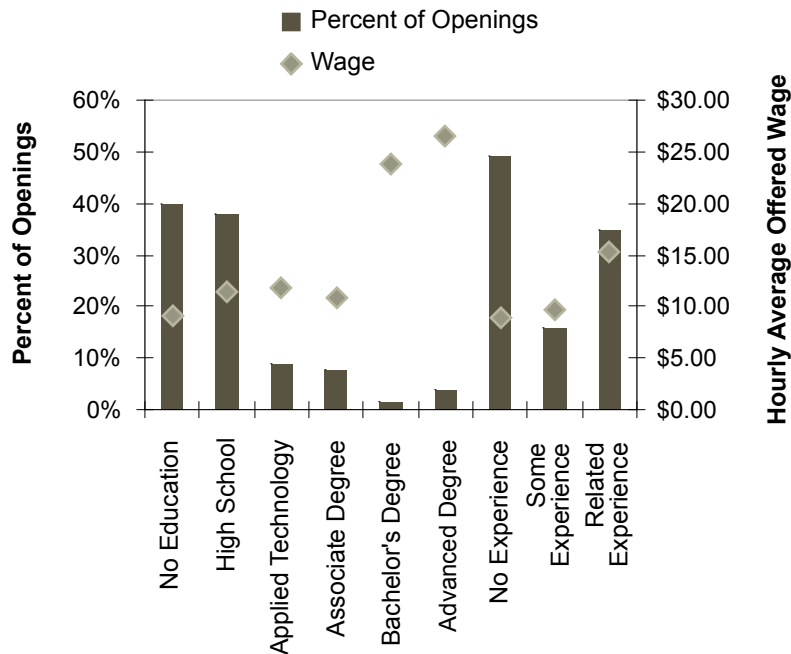 Percent of Openings
Wage
60%
50%
40%
30%
20%
10%
0%
Percent of Openings
$30.00
$25.00
$20.00
$15.00
$10.00
$5.00
$0.00
Hourly Average Offered Wage
No Education
High School
Applied Technology
Associate Degree
Bachelor's Degree
Advanced Degree
No Experience
Some
Experience
Related
Experience